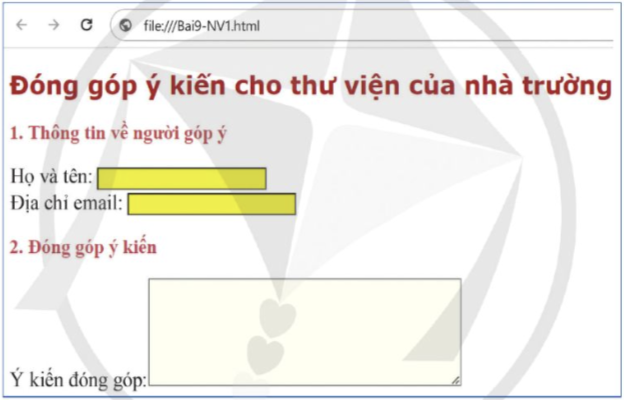 file:///Bai9-NV1.html
Đóng góp ý kiến cho thư viện của nhà trường
1. Thông tin về người góp ý
Họ và tên:
Địa chỉ email:
2. Đóng góp ý kiến
Ý kiến đóng góp: